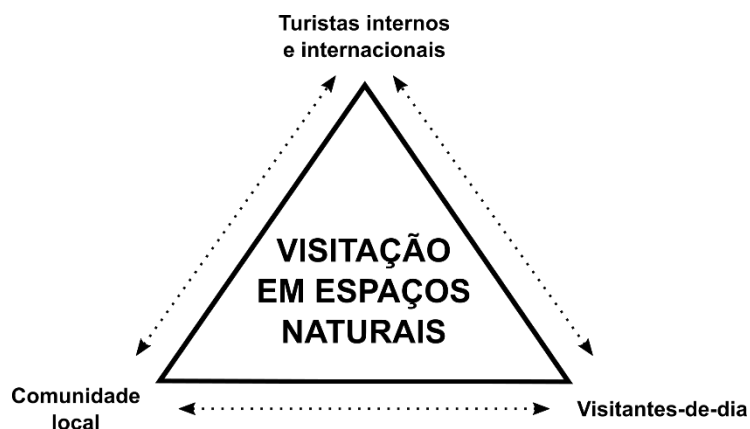 Turistas internos
e internacionais
VISITAÇÃO
EM ESPAÇOS
NATURAIS
Comunidade
local
Visitantes-de-dia